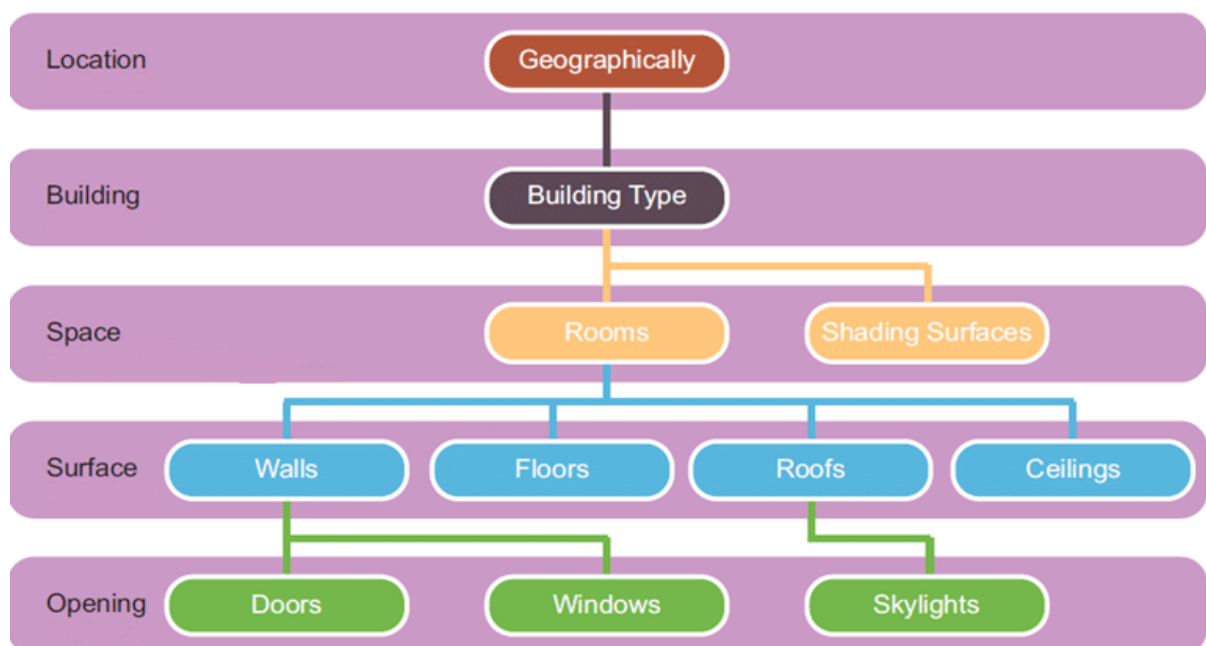 Location
Geographically
Building
Building Type
Space
Rooms
Shading Surfaces
Surface
Walls
Floors
Roofs
Ceilings
Opening
Doors
Windows
Skylights